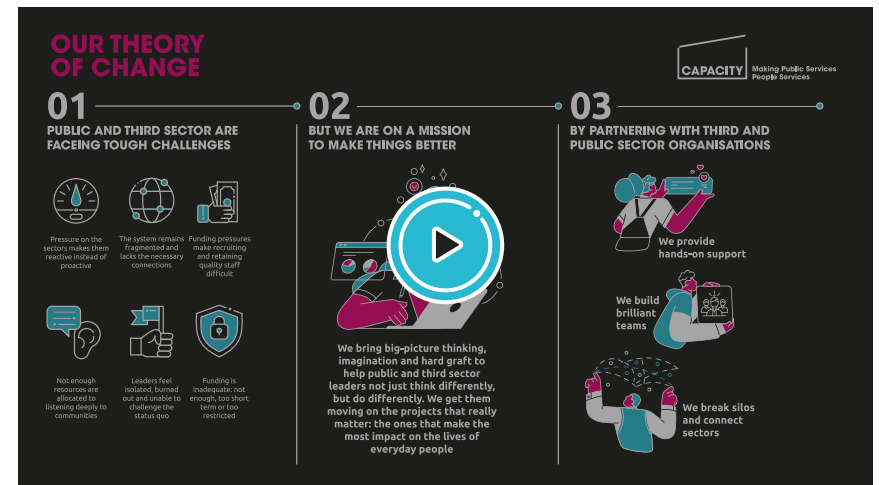 OUR THEORY
OF CHANGE
CAPACITY
Making Public Services
People Services
01
PUBLIC AND THIRD SECTOR ARE
FACEING TOUGH CHALLENGES
Pressure on the
sectors makes them
reactive instead of
proactive
The system remains
fragmented and
lacks the necessary
connections
Funding pressures
make recruiting
and retaining
quality staff
difficult
Not enough
resources are
allocated to
listening deeply to
communities
Leaders feel
isolated, burned
out and unable to
challenge the
status quo
Funding is
inadequate: not
enough, too short
term or too
restricted
02
BUT WE ARE ON A MISSION
TO MAKE THINGS BETTER
We bring big-picture thinking,
imagination and hard graft to
help public and third sector
leaders not just think differently,
but do differently. We get them
moving on the projects that really
matter: the ones that make the
most impact on the lives of
everyday people
03
BY PARTNERING WITH THIRD AND
PUBLIC SECTOR ORGANISATIONS
We provide
hands-on support
We build
brilliant
teams
We break silos
and connect
sectors